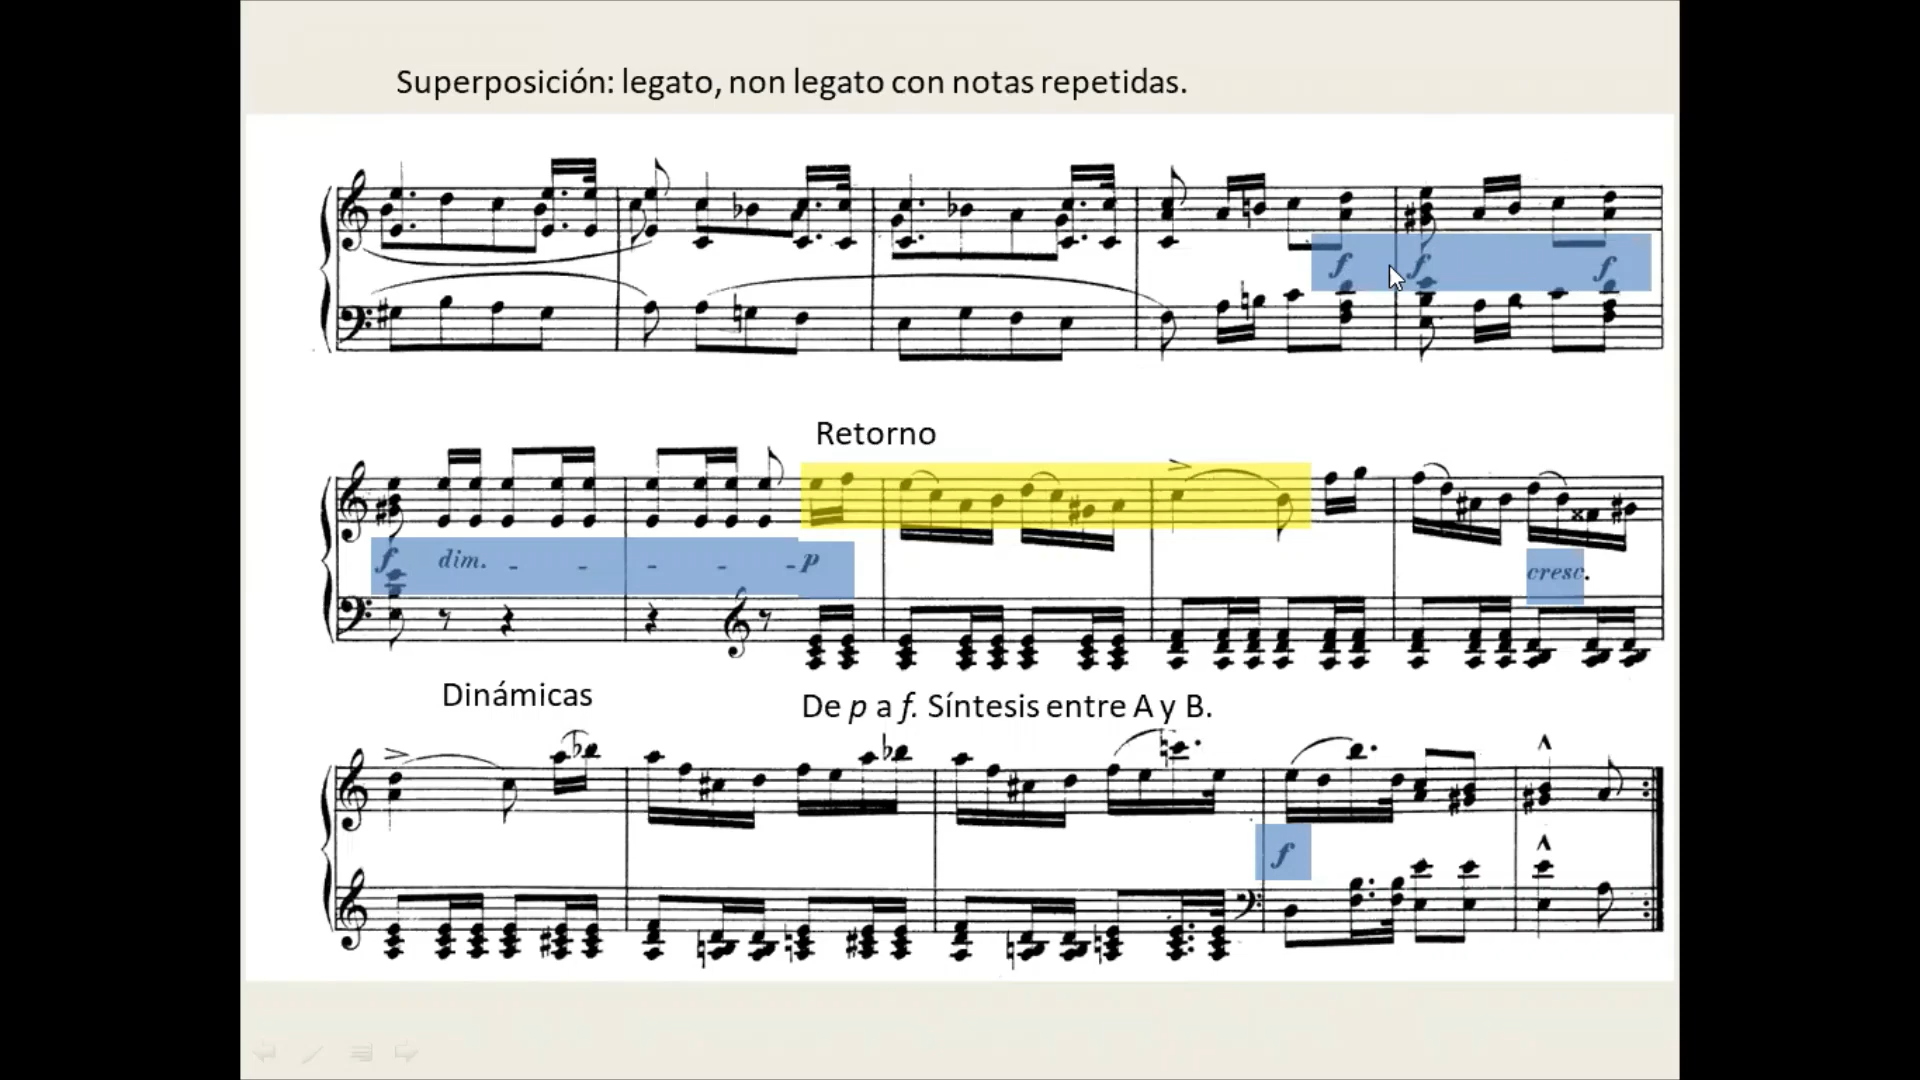 Superposición: legato, non legato con notas repetidas.
f f f
Retorno
f dim. - - - - - p
cresc.
Dinámicas
De p a f. Síntesis entre A y B.
f